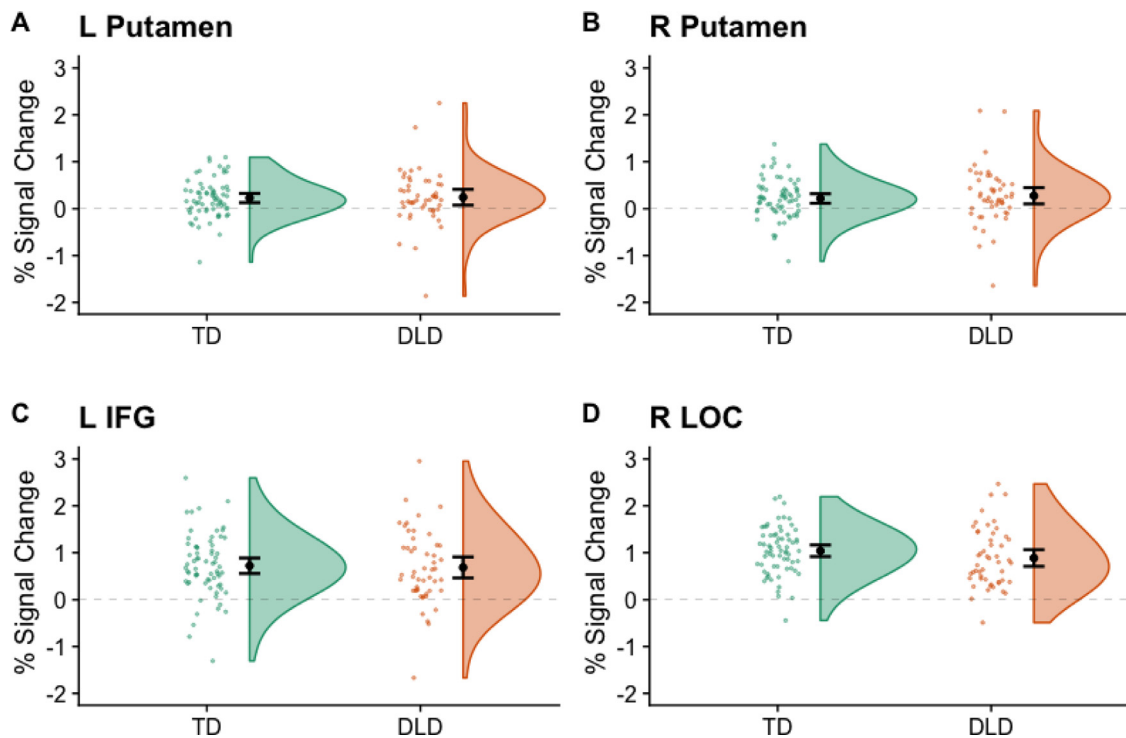 A L Putamen
% Signal Change
3
2
1
0
-1
-2
TD DLD
B R Putamen
% Signal Change
3
2
1
0
-1
-2
TD DLD
C L IFG
% Signal Change
3
2
1
0
-1
-2
TD DLD
D R LOC
% Signal Change
3
2
1
0
-1
-2
TD DLD